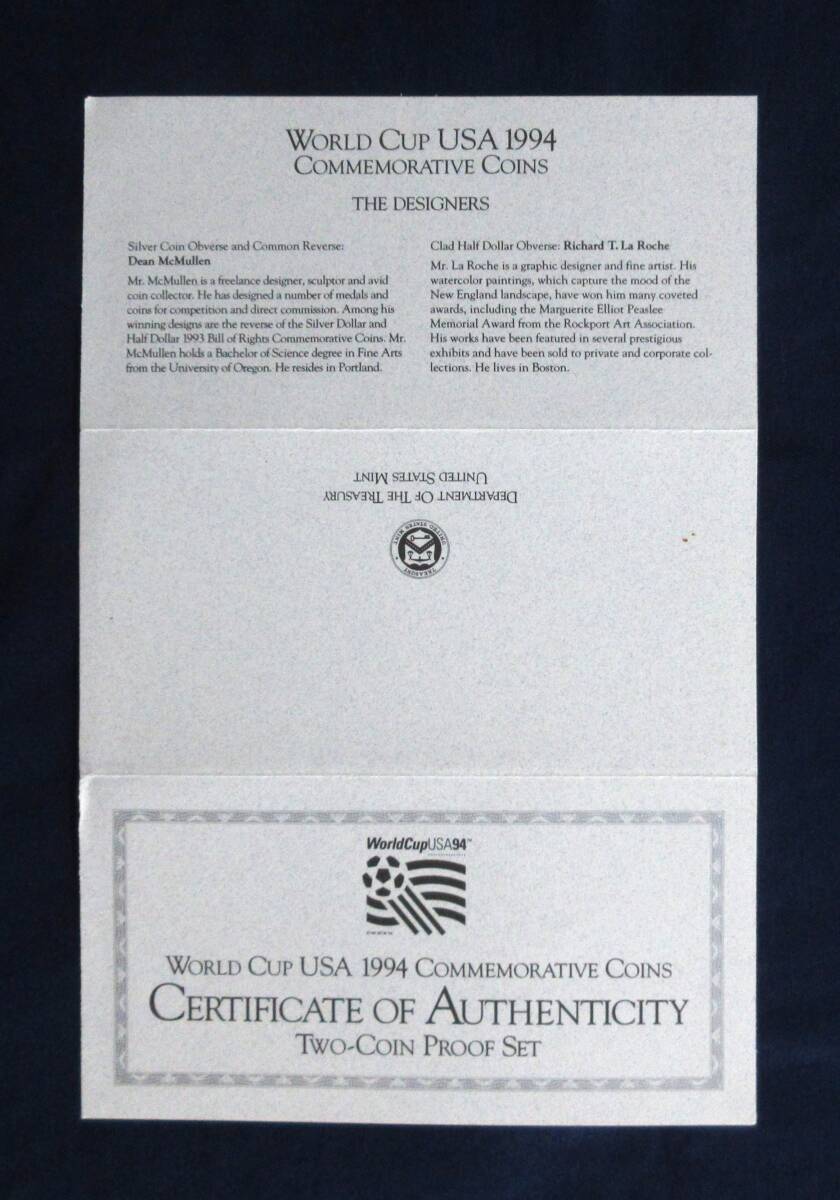 WORLD CUP USA 1994
COMMEMORATIVE COINS
THE DESIGNERS
Silver Coin Obverse and Common Reverse:
Dean McMullen
Mr. McMullen is a freelance designer, sculptor and avid
coin collector. He has designed a number of medals and
coins for competition and direct commission. Among his
winning designs are the reverse of the Silver Dollar and
Half Dollar 1993 Bill of Rights Commemorative Coins. Mr.
McMullen holds a Bachelor of Science degree in Fine Arts
from the University of Oregon. He resides in Portland.
Clad Half Dollar Obverse: Richard T. La Roche
Mr. La Roche is a graphic designer and fine artist. His
watercolor paintings, which capture the mood of the
New England landscape, have won him many coveted
awards, including the Marguerite Elliot Peaslee
Memorial Award from the Rockport Art Association.
His works have been featured in several prestigious
exhibits and have been sold to private and corporate col-
lections. He lives in Boston.
DEPARTMENT OF THE TREASURY
UNITED STATES MINT
TREASURY
UNITED STATES MINT
WorldCupUSA94™
WORLD CUP USA 1994 COMMEMORATIVE COINS
CERTIFICATE OF AUTHENTICITY
TWO-COIN PROOF SET